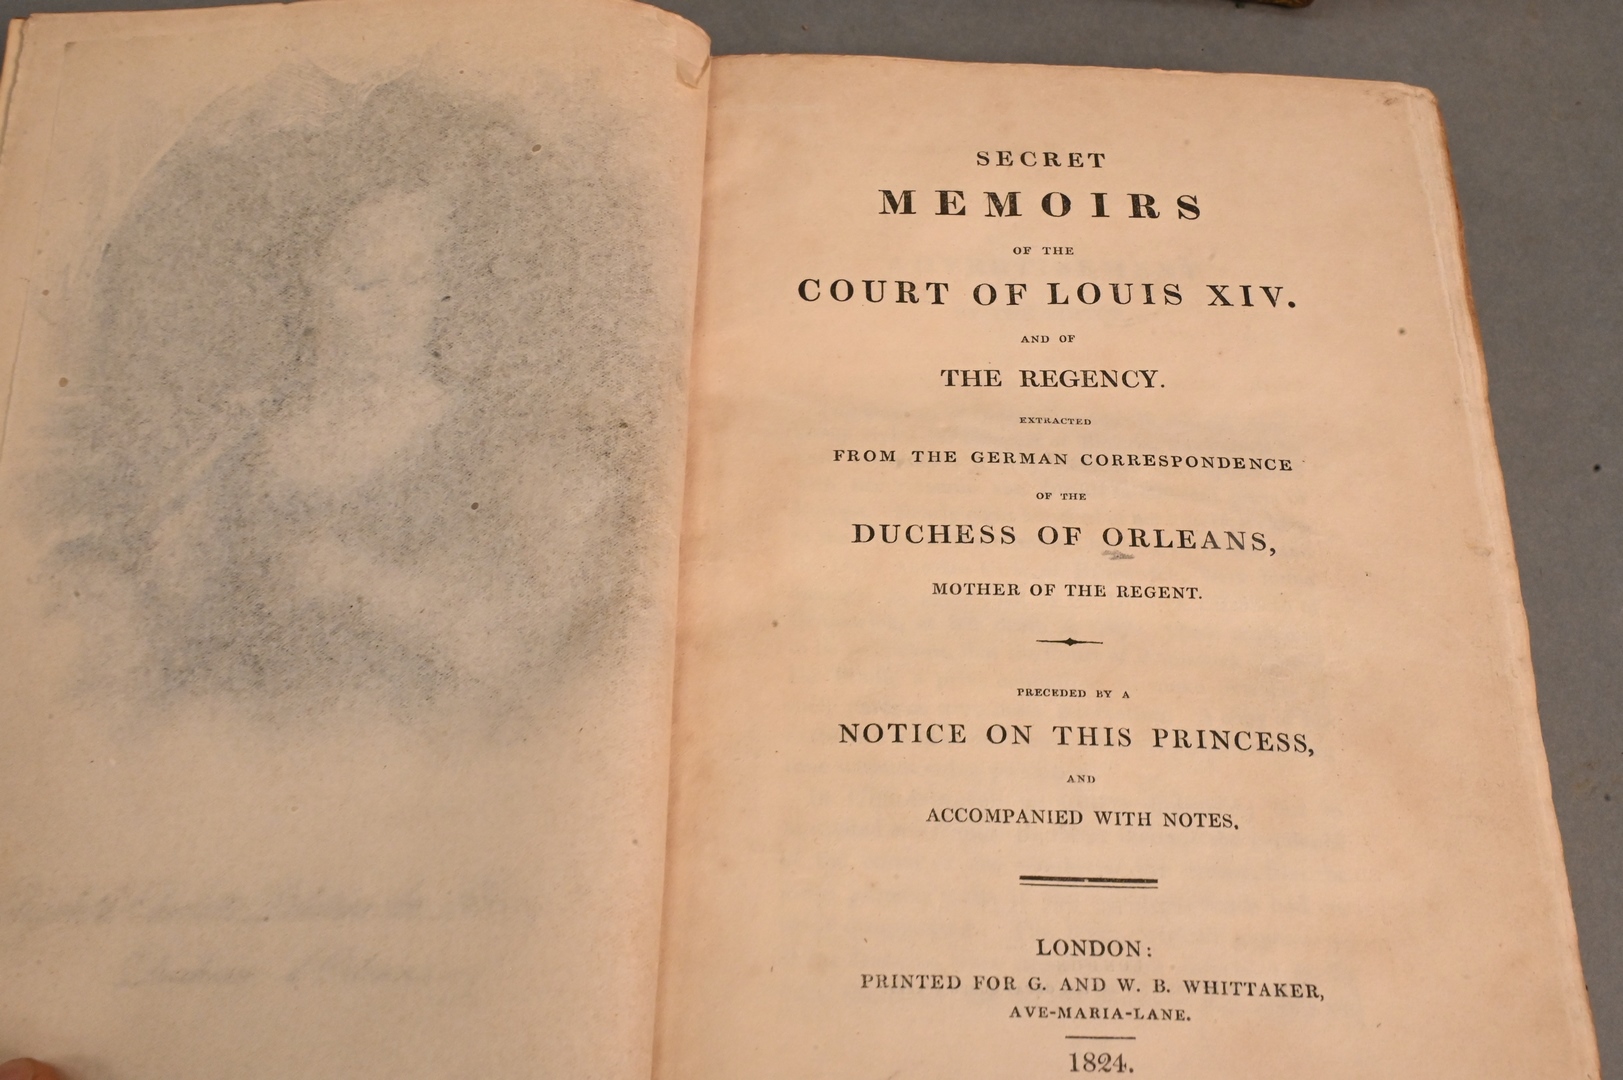 SECRET
MEMOIRS
OF THE
COURT OF LOUIS XIV.
AND OF
THE REGENCY.
EXTRACTED
FROM THE GERMAN CORRESPONDENCE
OF THE
DUCHESS OF ORLEANS,
MOTHER OF THE REGENT.
PRECEDED BY A
NOTICE ON THIS PRINCESS,
AND
ACCOMPANIED WITH NOTES.
LONDON:
PRINTED FOR G. AND W. B. WHITTAKER,
AVE-MARIA-LANE.
1824.